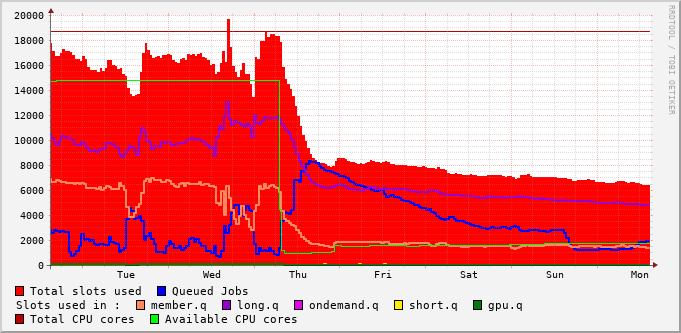 20000
18000
16000
14000
12000
10000
8000
6000
4000
2000
0
Tue Wed Thu Fri Sat Sun Mon
RRDTOOL / TOBI OETIKER
Total slots used Queued Jobs
Slots used in : member.q long.q ondemand.q short.q gpu.q
Total CPU cores Available CPU cores